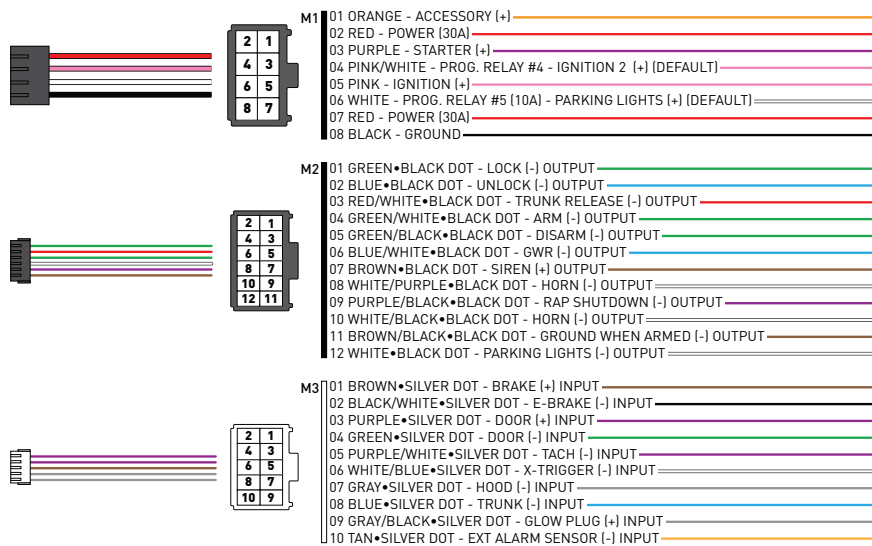 M1
01 ORANGE - ACCESSORY (+)
02 RED - POWER (30A)
03 PURPLE - STARTER (+)
04 PINK/WHITE - PROG. RELAY #4 - IGNITION 2 (+) (DEFAULT)
05 PINK - IGNITION (+)
06 WHITE - PROG. RELAY #5 (10A) - PARKING LIGHTS (+) (DEFAULT)
07 RED - POWER (30A)
08 BLACK - GROUND
2 1
4 3
6 5
8 7
M2
01 GREEN•BLACK DOT - LOCK (-) OUTPUT
02 BLUE•BLACK DOT - UNLOCK (-) OUTPUT
03 RED/WHITE•BLACK DOT - TRUNK RELEASE (-) OUTPUT
04 GREEN/WHITE•BLACK DOT - ARM (-) OUTPUT
05 GREEN/BLACK•BLACK DOT - DISARM (-) OUTPUT
06 BLUE/WHITE•BLACK DOT - GWR (-) OUTPUT
07 BROWN•BLACK DOT - SIREN (+) OUTPUT
08 WHITE/PURPLE•BLACK DOT - HORN (-) OUTPUT
09 PURPLE/BLACK•BLACK DOT - RAP SHUTDOWN (-) OUTPUT
10 WHITE/BLACK•BLACK DOT - HORN (-) OUTPUT
11 BROWN/BLACK•BLACK DOT - GROUND WHEN ARMED (-) OUTPUT
12 WHITE•BLACK DOT - PARKING LIGHTS (-) OUTPUT
2 1
4 3
6 5
8 7
10 9
12 11
M3
01 BROWN•SILVER DOT - BRAKE (+) INPUT
02 BLACK/WHITE•SILVER DOT - E-BRAKE (-) INPUT
03 PURPLE•SILVER DOT - DOOR (+) INPUT
04 GREEN•SILVER DOT - DOOR (-) INPUT
05 PURPLE/WHITE•SILVER DOT - TACH (-) INPUT
06 WHITE/BLUE•SILVER DOT - X-TRIGGER (-) INPUT
07 GRAY•SILVER DOT - HOOD (-) INPUT
08 BLUE•SILVER DOT - TRUNK (-) INPUT
09 GRAY/BLACK•SILVER DOT - GLOW PLUG (+) INPUT
10 TAN•SILVER DOT - EXT ALARM SENSOR (-) INPUT
2 1
4 3
6 5
8 7
10 9